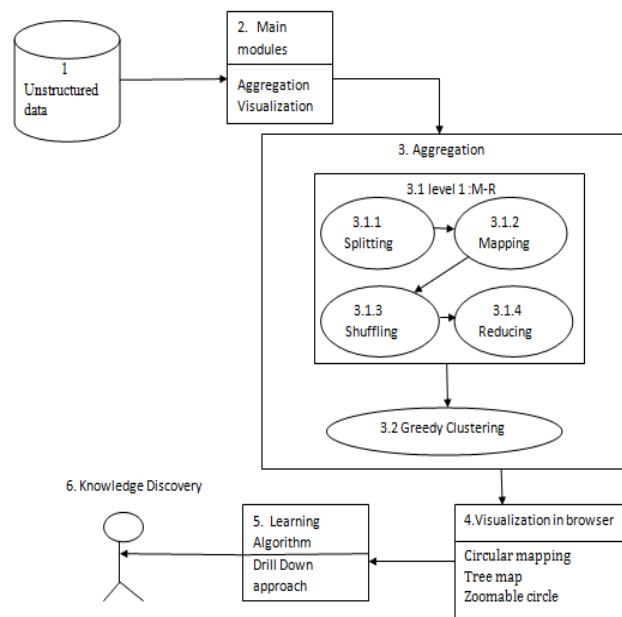 1
Unstructured
data
2. Main
modules
Aggregation
Visualization
3. Aggregation
3.1 level 1 :M-R
3.1.1
Splitting
3.1.2
Mapping
3.1.3
Shuffling
3.1.4
Reducing
3.2 Greedy Clustering
6. Knowledge Discovery
5. Learning
Algorithm
Drill Down
approach
4.Visualization in browser
Circular mapping
Tree map
Zoomable circle